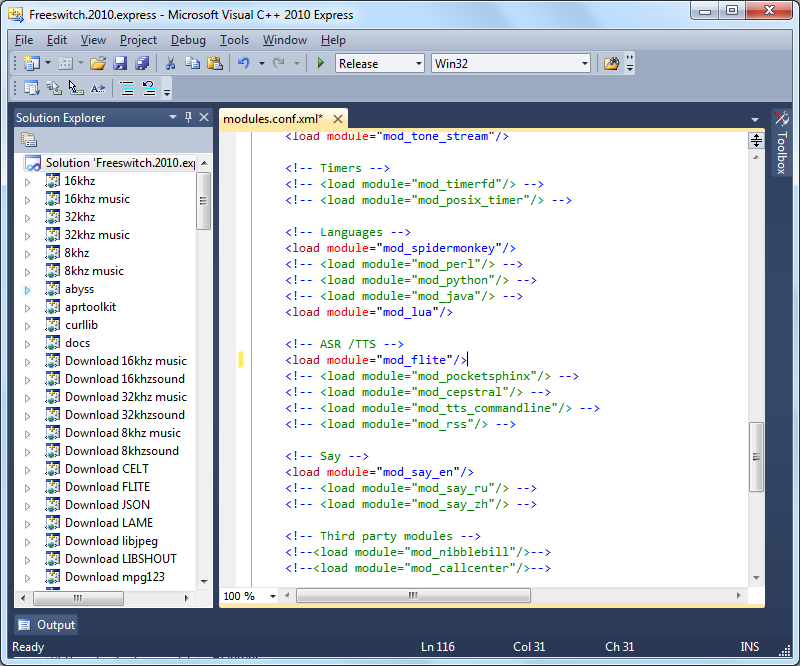 Freeswitch.2010.express - Microsoft Visual C++ 2010 Express
File Edit View Project Debug Tools Window Help
Release Win32
Solution Explorer
Solution 'Freeswitch.2010.exp
16khz
16khz music
32khz
32khz music
8khz
8khz music
abyss
aprtoolkit
curllib
docs
Download 16khz music
Download 16khzsound
Download 32khz music
Download 32khzsound
Download 8khz music
Download 8khzsound
Download CELT
Download FLITE
Download JSON
Download LAME
Download libjpeg
Download LIBSHOUT
Download mpg123
modules.conf.xml*
<load module="mod_tone_stream"/>
<!-- Timers -->
<!-- <load module="mod_timerfd"/> -->
<!-- <load module="mod_posix_timer"/> -->
<!-- Languages -->
<load module="mod_spidermonkey"/>
<!-- <load module="mod_perl"/> -->
<!-- <load module="mod_python"/> -->
<!-- <load module="mod_java"/> -->
<load module="mod_lua"/>
<!-- ASR /TTS -->
<load module="mod_flite"/>
<!-- <load module="mod_pocketsphinx"/> -->
<!-- <load module="mod_cepstral"/> -->
<!-- <load module="mod_tts_commandline"/> -->
<!-- <load module="mod_rss"/> -->
<!-- Say -->
<load module="mod_say_en"/>
<!-- <load module="mod_say_ru"/> -->
<!-- <load module="mod_say_zh"/> -->
<!-- Third party modules -->
<!--<load module="mod_nibblebill"/>-->
<!--<load module="mod_callcenter"/>-->
100 %
Toolbox
Output
Ready Ln 116 Col 31 Ch 31 INS